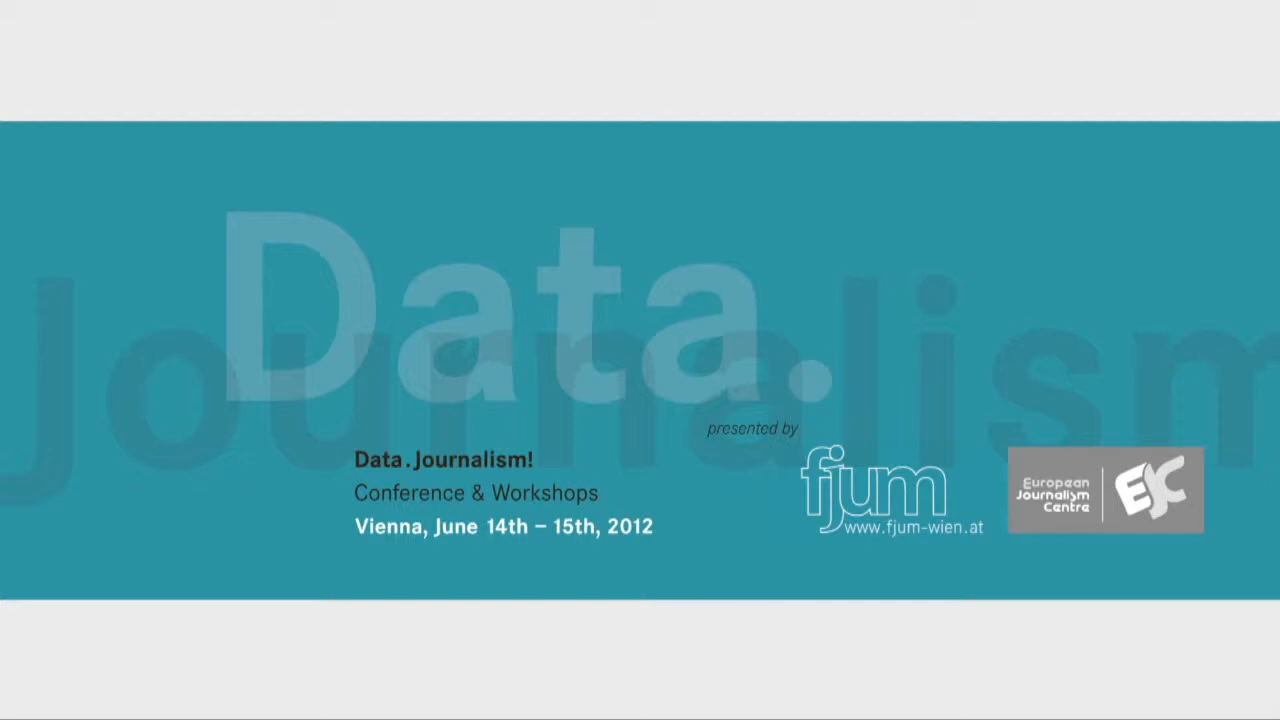 Data.
Journalism
presented by
Data.Journalism!
Conference & Workshops
Vienna, June 14th – 15th, 2012
fjum
www.fjum-wien.at
European
Journalism
Centre
EJC